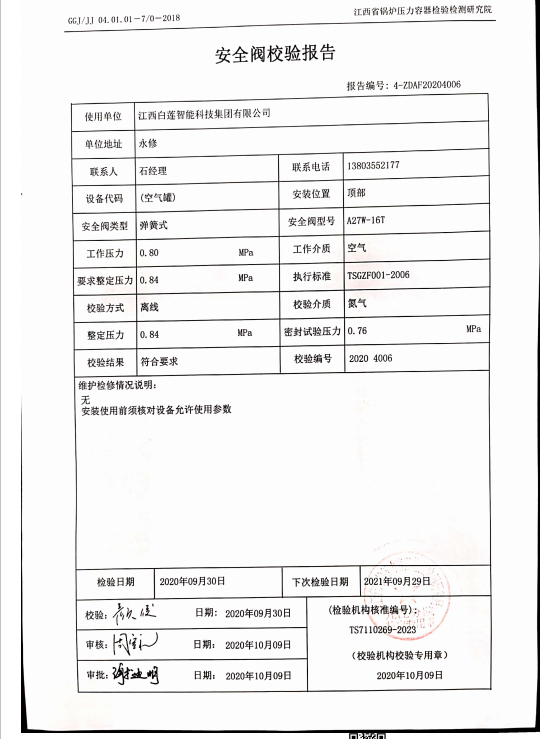 GGJ/JJ 04.01.01-7/0-2018 江西省锅炉压力容器检验检测研究院
安全阀校验报告
报告编号: 4-ZDAF20204006
使用单位 江西白莲智能科技集团有限公司
单位地址 永修
联系人 石经理 联系电话 13803552177
设备代码 (空气罐) 安装位置 顶部
安全阀类型 弹簧式 安全阀型号 A27W-16T
工作压力 0.80 MPa 工作介质 空气
要求整定压力 0.84 MPa 执行标准 TSGZF001-2006
校验方式 离线 校验介质 氮气
整定压力 0.84 MPa 密封试验压力 0.76 MPa
校验结果 符合要求 校验编号 2020 4006
维护检修情况说明:
无
安装使用前须核对设备允许使用参数
检验日期 2020年09月30日 下次检验日期 2021年09月29日
校验: 日期: 2020年09月30日 (检验机构核准编号):
TS7110269-2023
审核: 日期: 2020年10月09日
(校验机构校验专用章)
审批: 日期: 2020年10月09日 2020年10月09日